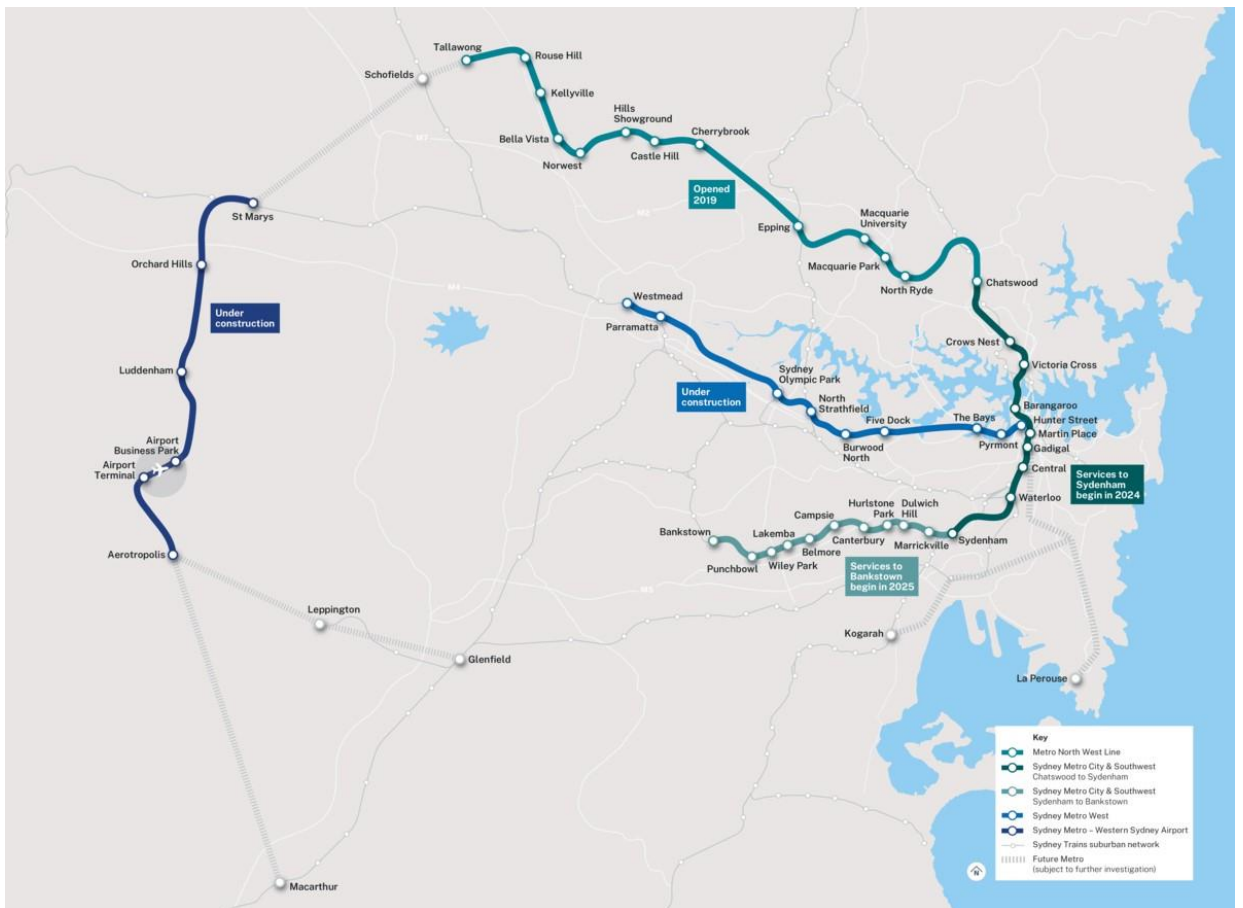 Tallawong
Rouse Hill
Schofields
Kellyville
Hills
Showground
Cherrybrook
Bella Vista
Castle Hill
Norwest
M7
Opened
2019
St Marys
M2
Macquarie
University
Epping
Orchard Hills
Macquarie Park
North Ryde
Chatswood
M4
Westmead
Under
construction
Parramatta
Crows Nest
Victoria Cross
Luddenham
Sydney
Olympic Park
Under
construction
North
Strathfield
Barangaroo
Five Dock
The Bays
Hunter Street
Martin Place
Burwood
North
Pyrmont
Gadigal
Airport
Business Park
Airport
Terminal
Central
Services to
Sydenham
begin in 2024
Waterloo
Hurlstone
Park
Dulwich
Hill
Campsie
Bankstown
Lakemba
Canterbury
Marrickville
Sydenham
Aerotropolis
Belmore
Punchbowl
Wiley Park
Services to
Bankstown
begin in 2025
M5
Leppington
Kogarah
Glenfield
La Perouse
Macarthur
Key
Metro North West Line
Sydney Metro City & Southwest
Chatswood to Sydenham
Sydney Metro City & Southwest
Sydenham to Bankstown
Sydney Metro West
Sydney Metro – Western Sydney Airport
Sydney Trains suburban network
Future Metro
(subject to further investigation)
N